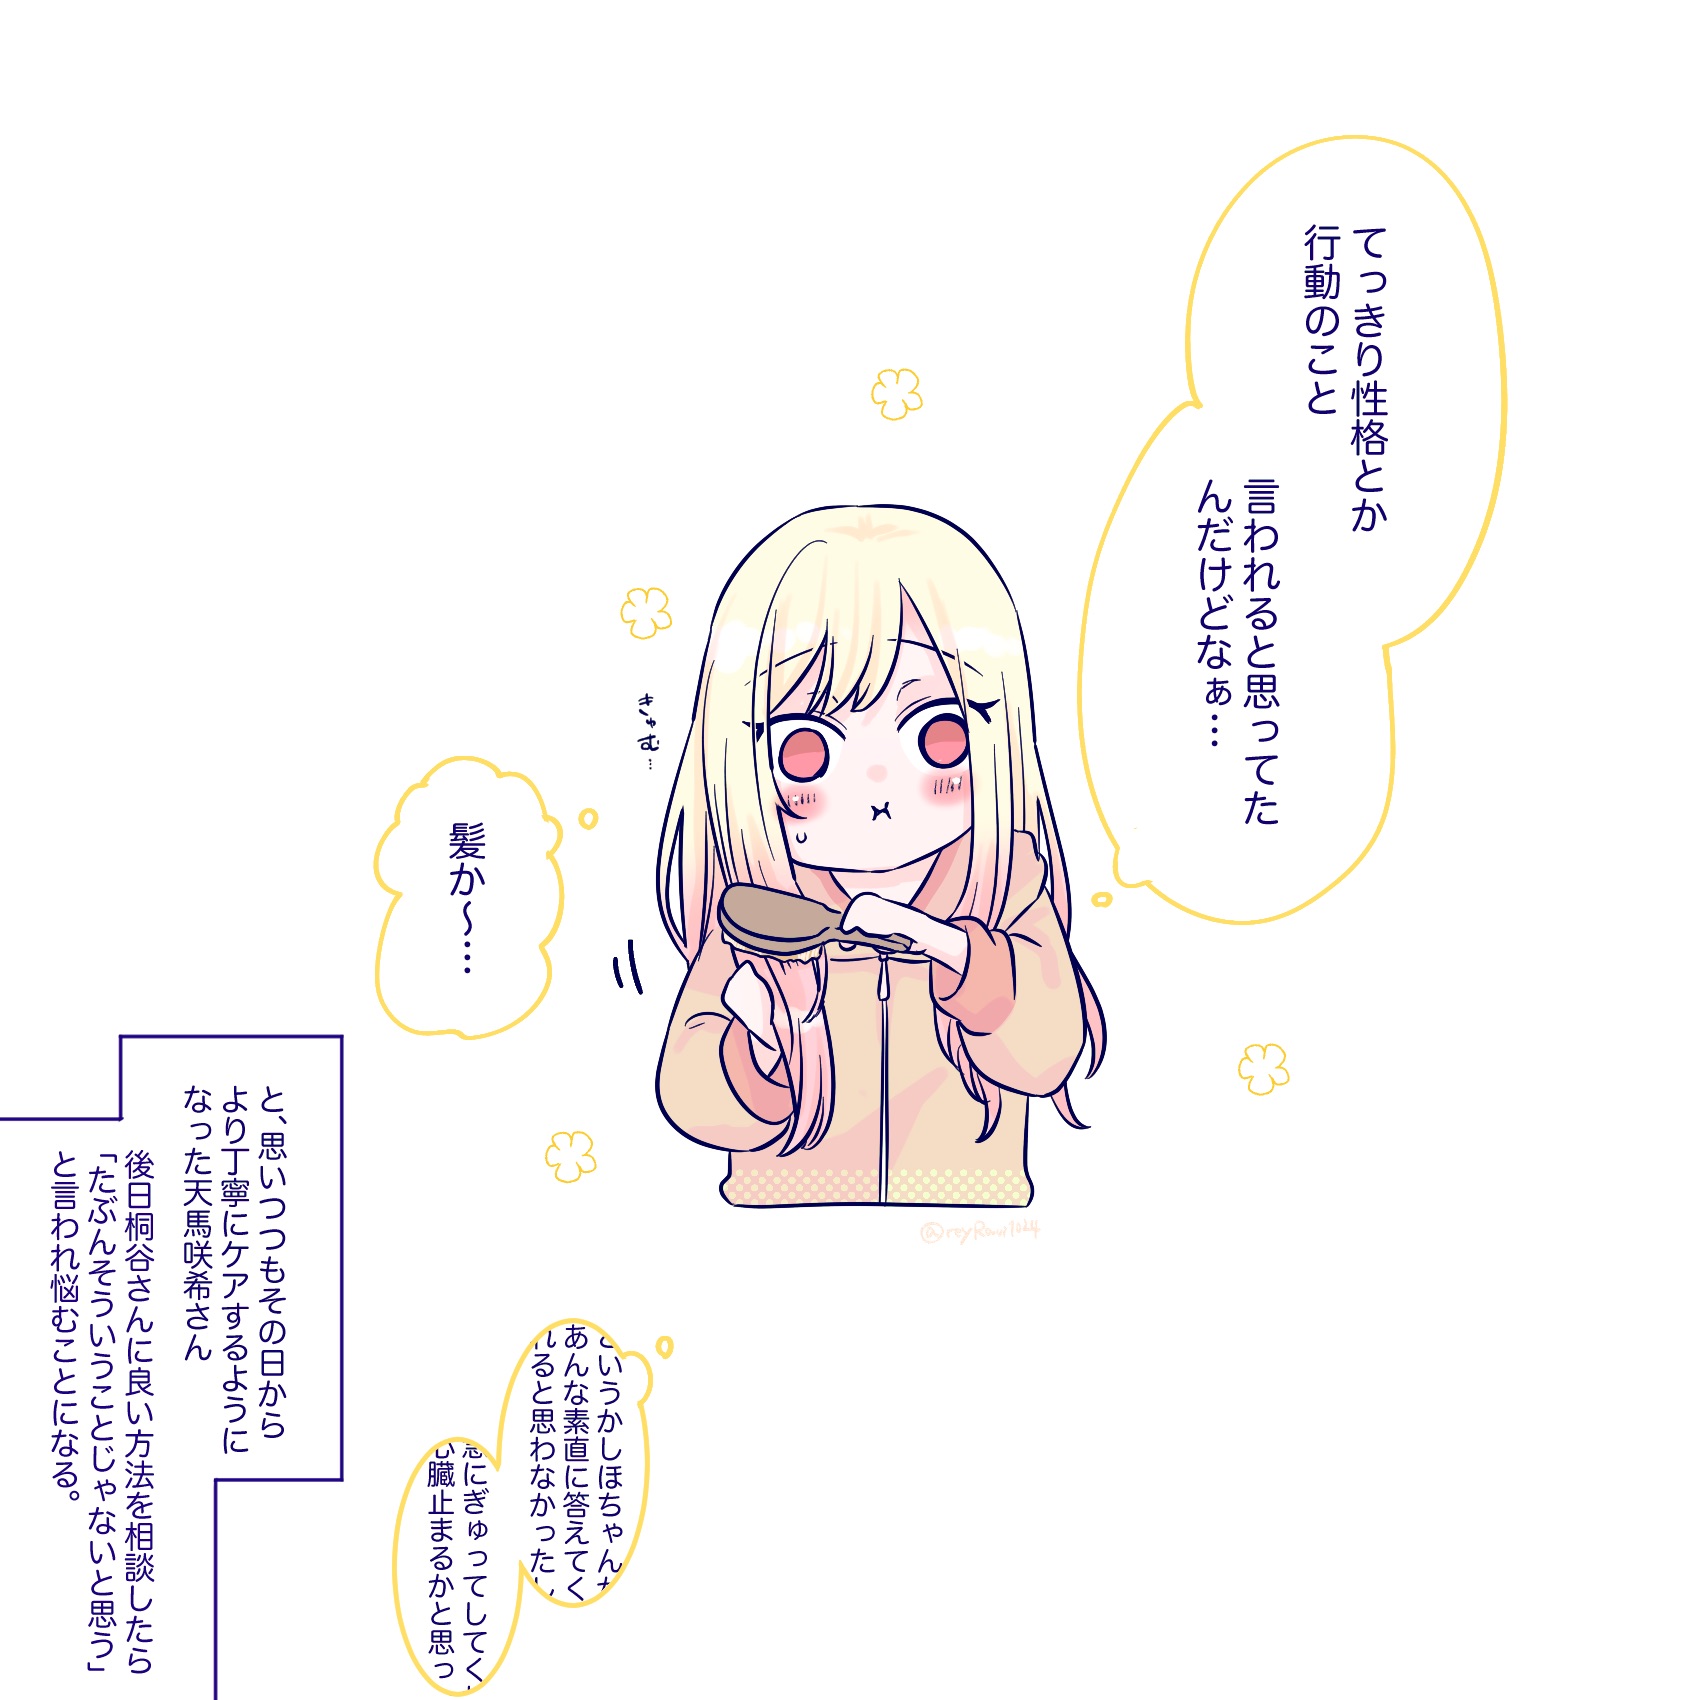 てっきり性格とか
行動のこと
言われると思ってた
んだけどなぁ…
きゅむ…
髪か〜…
というかしほちゃんが
あんな素直に答えてく
れると思わなかったし
急にぎゅってしてくし
心臓止まるかと思っ
と、思いつつもその日から
より丁寧にケアするように
なった天馬咲希さん
後日桐谷さんに良い方法を相談したら
「たぶんそういうことじゃないと思う」
と言われ悩むことになる。